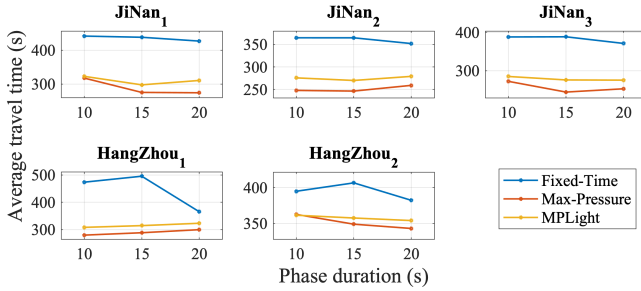 JiNan₁
JiNan₂
JiNan₃
Average travel time (s)
400
300
10
15
20
350
300
250
10
15
20
400
300
10
15
20
HangZhou₁
HangZhou₂
500
400
300
10
15
20
400
350
10
15
20
Fixed-Time
Max-Pressure
MPLight
Phase duration (s)